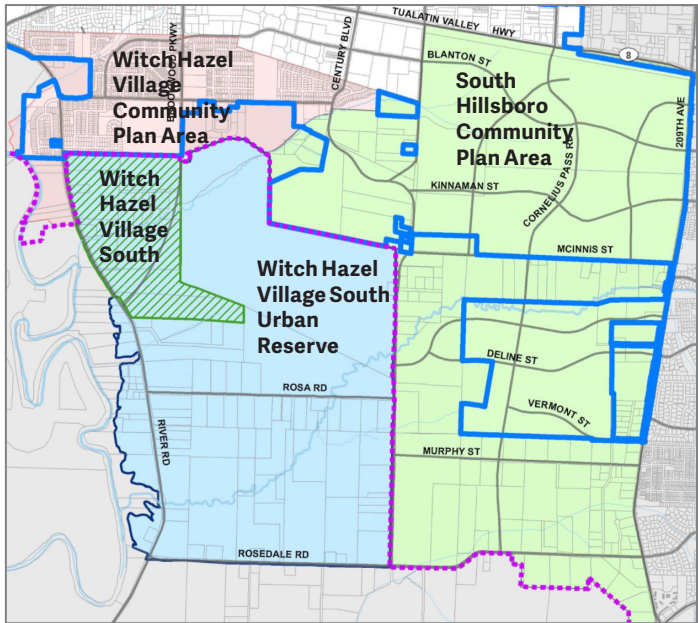 TUALATIN VALLEY HWY
BROOKWOOD PKWY
CENTURY BLVD
BLANTON ST
8
209TH AVE
Witch Hazel
Village
Community
Plan Area
South
Hillsboro
Community
Plan Area
CORNELIUS PASS RD
KINNAMAN ST
Witch
Hazel
Village
South
MCINNIS ST
Witch Hazel
Village South
Urban
Reserve
DELINE ST
ROSA RD
VERMONT ST
RIVER RD
MURPHY ST
ROSEDALE RD